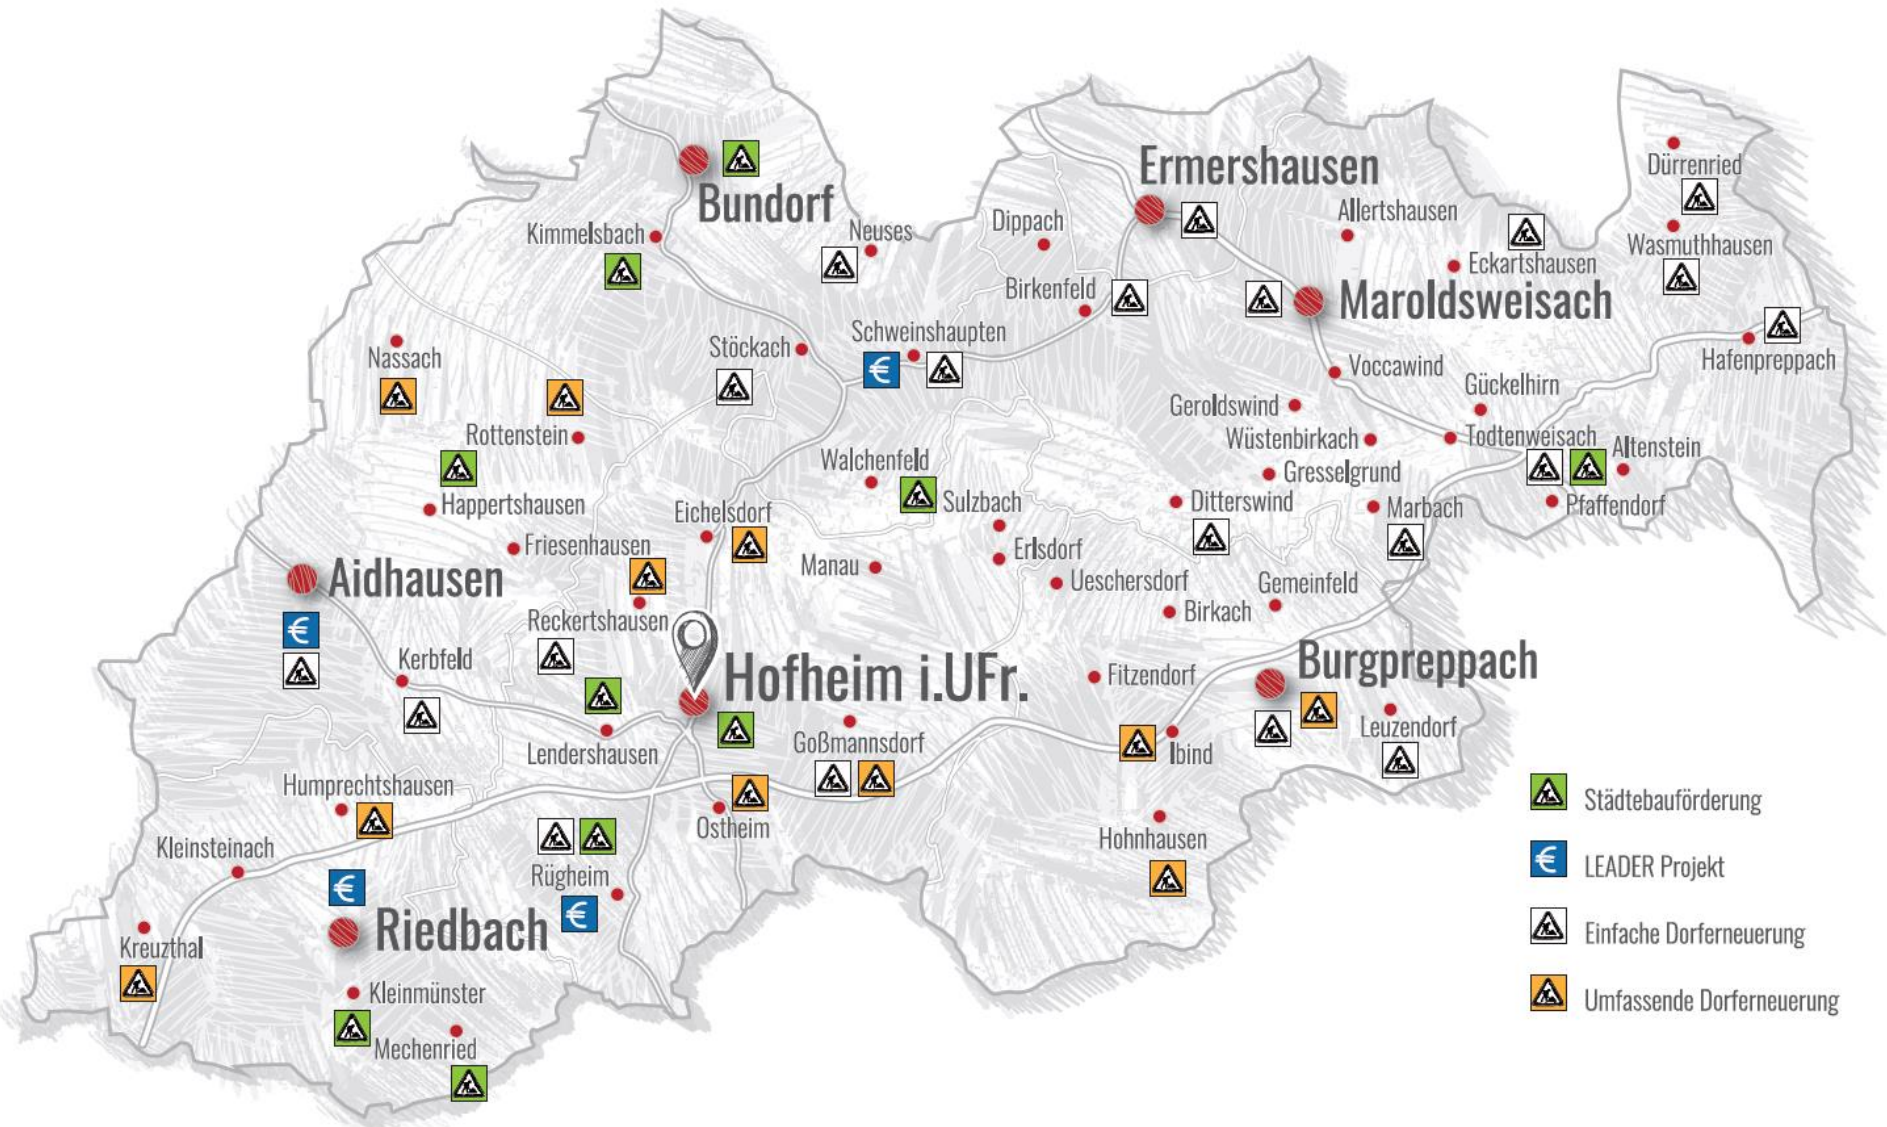 Bundorf
Ermershausen
Dürrenried
Kimmelsbach
Neuses
Dippach
Allertshausen
Wasmuthhausen
Eckartshausen
Birkenfeld
Maroldsweisach
Nassach
Stöckach
Schweinshaupten
€
Voccawind
Hafenpreppach
Gückelhirn
Geroldswind
Rottenstein
Wüstenbirkach
Todtenweisach
Altenstein
Walchenfeld
Gresselgrund
Happertshausen
Sulzbach
Ditterswind
Marbach
Pfaffendorf
Eichelsdorf
Friesenhausen
Erlsdorf
Manau
Aidhausen
Ueschersdorf
Gemeinfeld
Birkach
€
Reckertshausen
Kerbfeld
Hofheim i.UFr.
Fitzendorf
Burgpreppach
Lendershausen
Goßmannsdorf
Ibind
Leuzendorf
Humprechtshausen
Ostheim
Hohnhausen
Kleinsteinach
Rügheim
€
€
Riedbach
Kreuzthal
Kleinmünster
Mechenried
Städtebauförderung
€ LEADER Projekt
Einfache Dorferneuerung
Umfassende Dorferneuerung